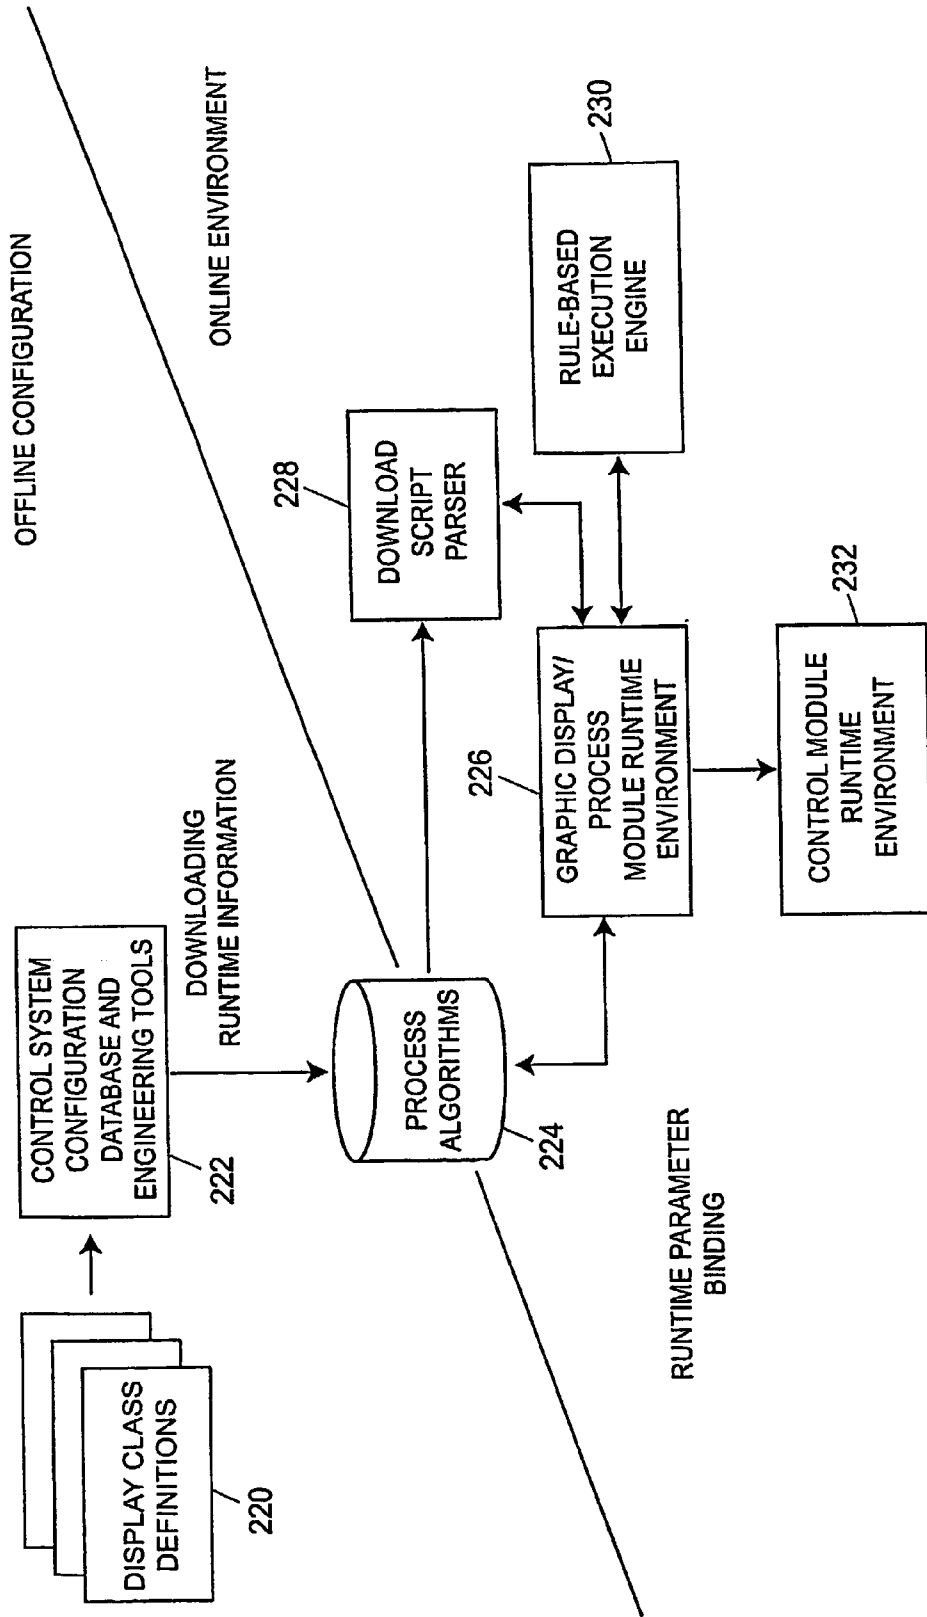 OFFLINE CONFIGURATION
ONLINE ENVIRONMENT
DISPLAY CLASS
DEFINITIONS
220
CONTROL SYSTEM
CONFIGURATION
DATABASE AND
ENGINEERING TOOLS
222
DOWNLOADING
RUNTIME INFORMATION
PROCESS
ALGORITHMS
224
228
DOWNLOAD
SCRIPT
PARSER
226
GRAPHIC DISPLAY/
PROCESS
MODULE RUNTIME
ENVIRONMENT
RULE-BASED
EXECUTION
ENGINE
230
RUNTIME PARAMETER
BINDING
CONTROL MODULE
RUNTIME
ENVIRONMENT
232